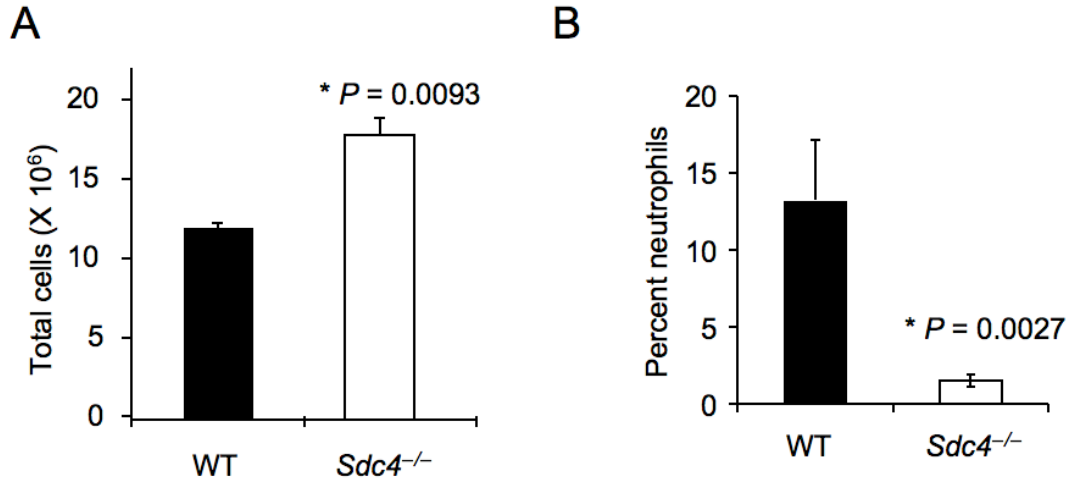 A
Total cells (X 10⁶)
20
15
10
5
0
* P = 0.0093
WT
Sdc4⁻/⁻
B
Percent neutrophils
20
15
10
5
0
* P = 0.0027
WT
Sdc4⁻/⁻